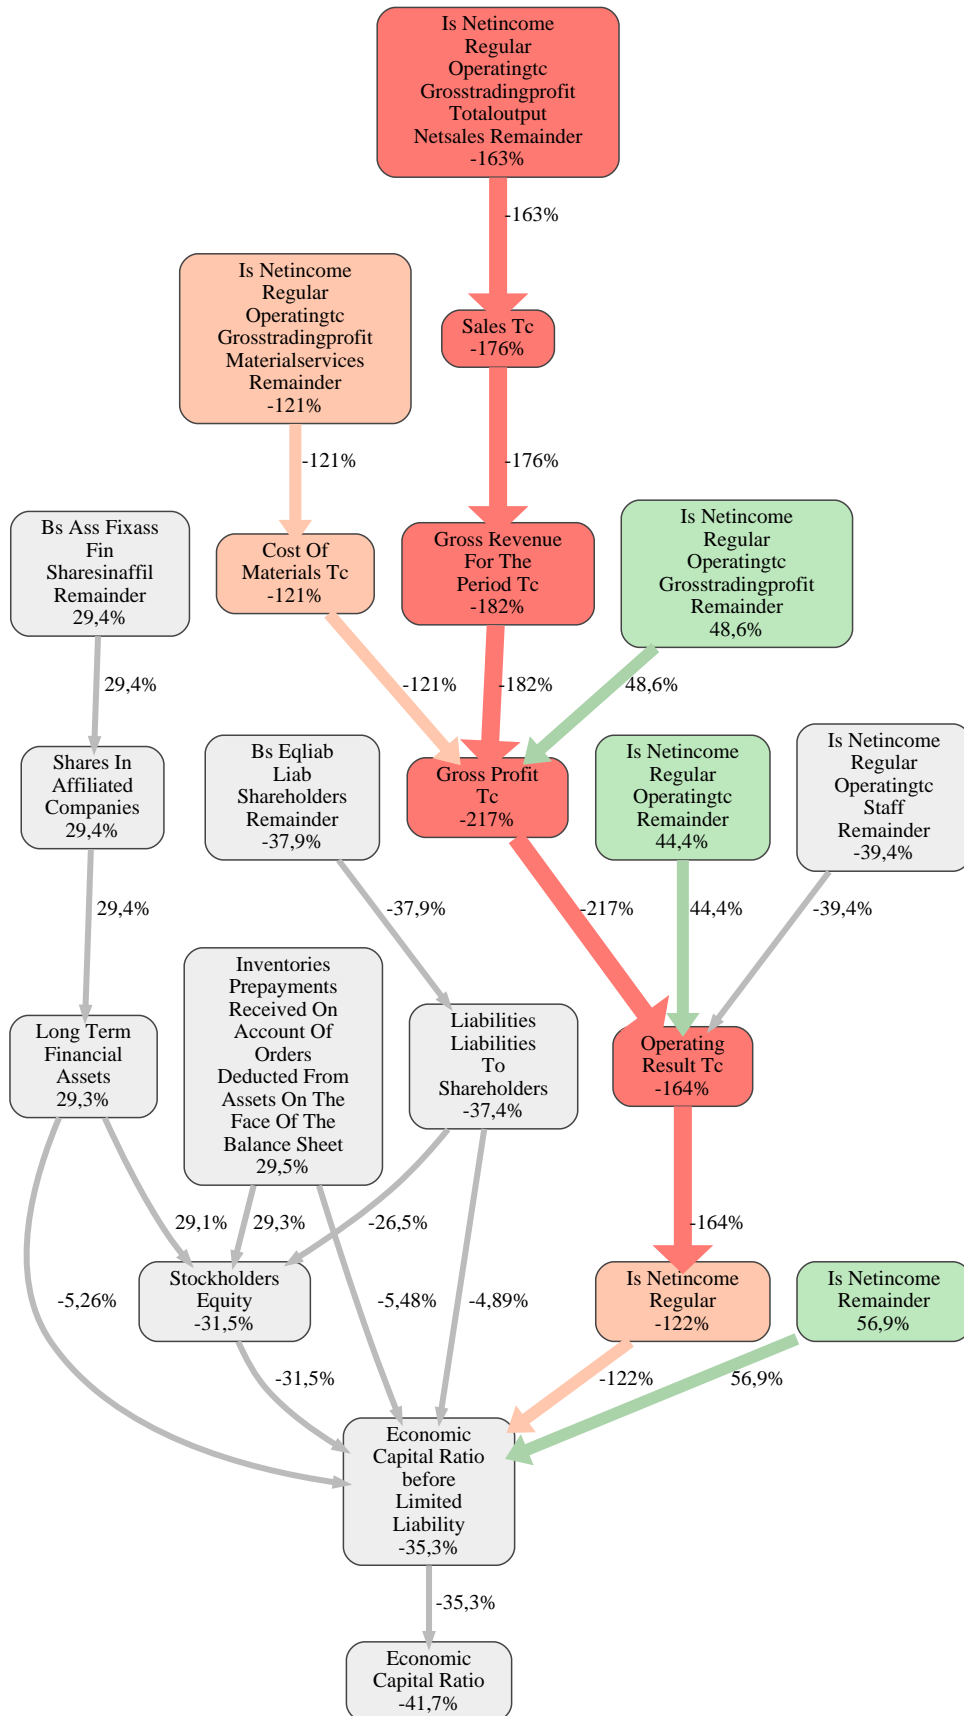 Is Netincome
Regular
Operatingtc
Grosstradingprofit
Totaloutput
Netsales Remainder
-163%
-163%
Is Netincome
Regular
Operatingtc
Grosstradingprofit
Materialservices
Remainder
-121%
Sales Tc
-176%
-121%
-176%
Bs Ass Fixass
Fin
Sharesinaffil
Remainder
29,4%
Cost Of
Materials Tc
-121%
Gross Revenue
For The
Period Tc
-182%
Is Netincome
Regular
Operatingtc
Grosstradingprofit
Remainder
48,6%
29,4%
-121%
-182%
48,6%
Shares In
Affiliated
Companies
29,4%
Bs Eqliab
Liab
Shareholders
Remainder
-37,9%
Gross Profit
Tc
-217%
Is Netincome
Regular
Operatingtc
Remainder
44,4%
Is Netincome
Regular
Operatingtc
Staff
Remainder
-39,4%
29,4%
-37,9%
-217%
44,4%
-39,4%
Long Term
Financial
Assets
29,3%
Inventories
Prepayments
Received On
Account Of
Orders
Deducted From
Assets On The
Face Of The
Balance Sheet
29,5%
Liabilities
Liabilities
To
Shareholders
-37,4%
Operating
Result Tc
-164%
29,1%
29,3%
-26,5%
-164%
-5,26%
Stockholders
Equity
-31,5%
-5,48%
-4,89%
Is Netincome
Regular
-122%
Is Netincome
Remainder
56,9%
-31,5%
-122%
56,9%
Economic
Capital Ratio
before
Limited
Liability
-35,3%
-35,3%
Economic
Capital Ratio
-41,7%